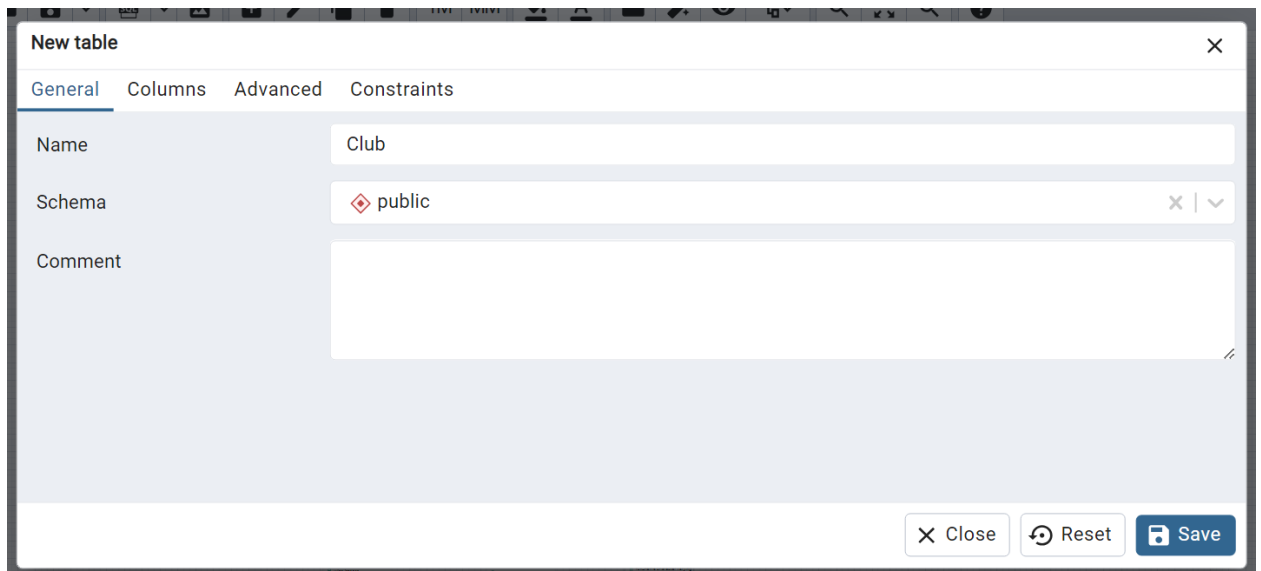 New table
General Columns Advanced Constraints
Name Club
Schema public
Comment
Close Reset Save